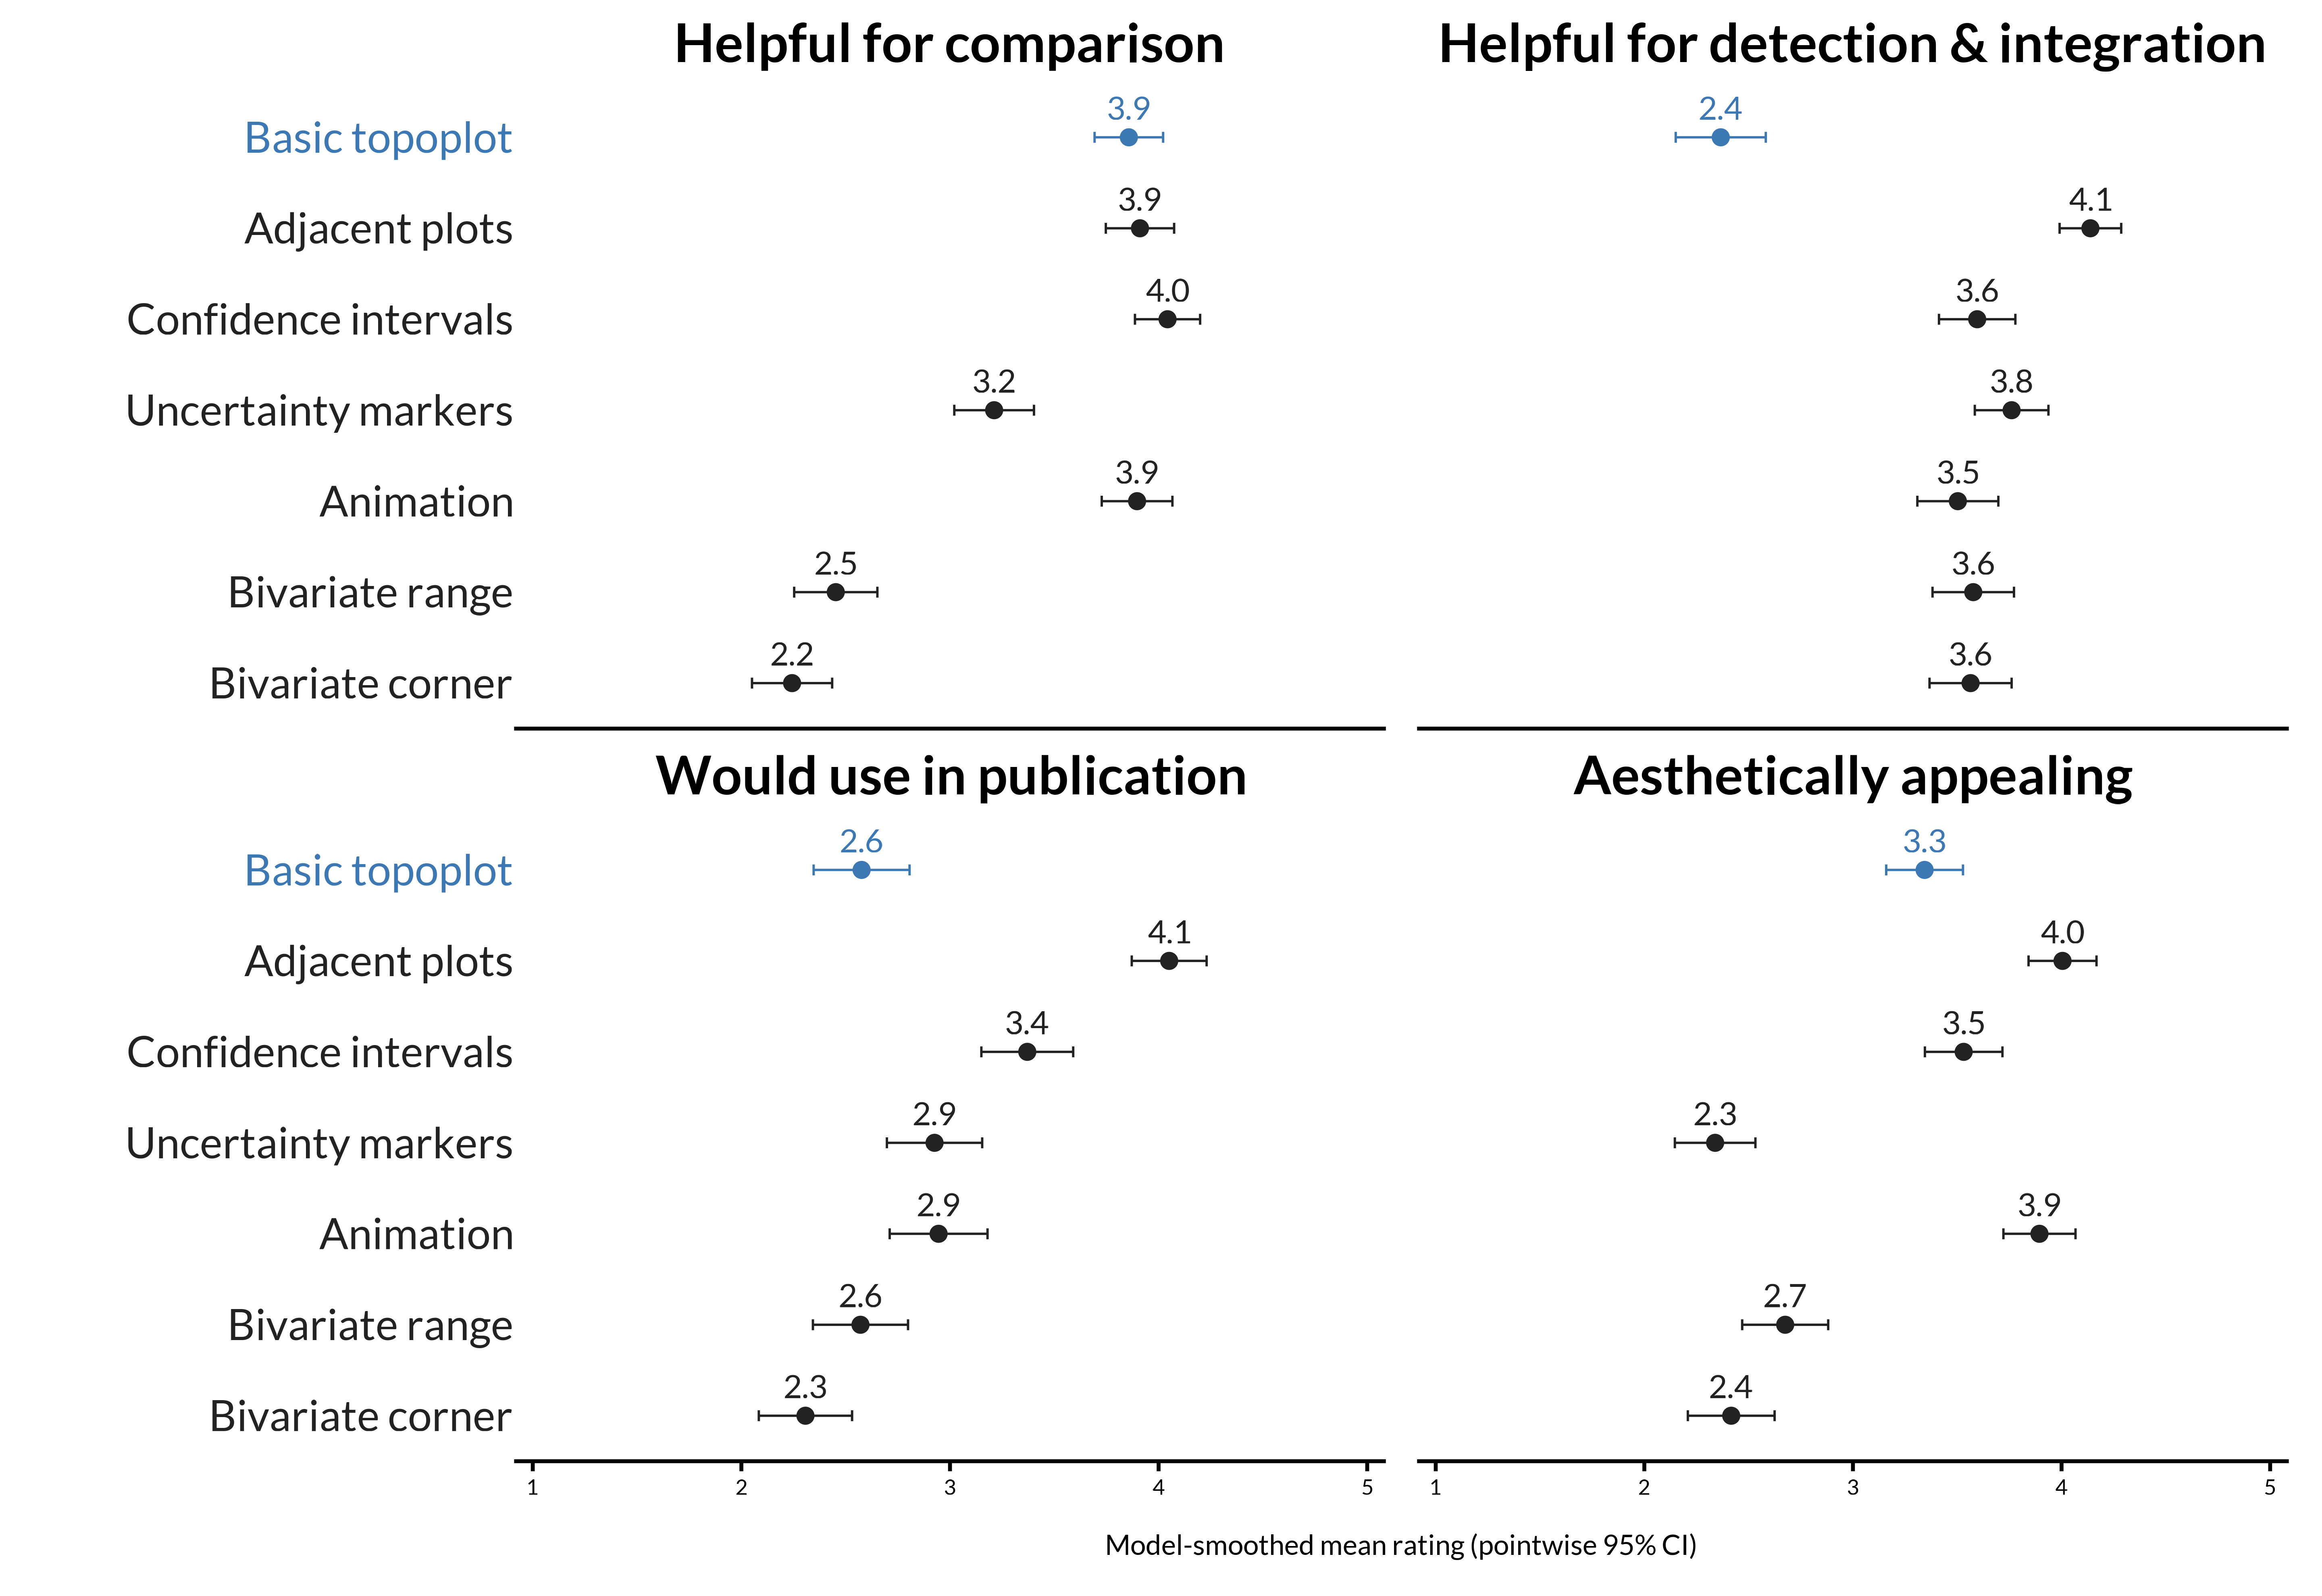 Helpful for comparison
Helpful for detection & integration
Basic topoplot
3.9
2.4
Adjacent plots
3.9
4.1
Confidence intervals
4.0
3.6
Uncertainty markers
3.2
3.8
Animation
3.9
3.5
Bivariate range
2.5
3.6
Bivariate corner
2.2
3.6
Would use in publication
Aesthetically appealing
Basic topoplot
2.6
3.3
Adjacent plots
4.1
4.0
Confidence intervals
3.4
3.5
Uncertainty markers
2.9
2.3
Animation
2.9
3.9
Bivariate range
2.6
2.7
Bivariate corner
2.3
2.4
1 2 3 4 5
1 2 3 4 5
Model-smoothed mean rating (pointwise 95% CI)